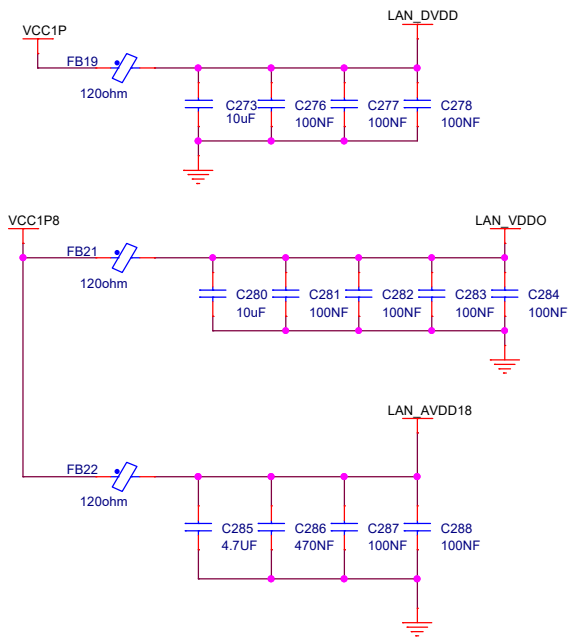 LAN_DVDD
VCC1P
FB19
120ohm
C273
10uF
C276
100NF
C277
100NF
C278
100NF
VCC1P8
LAN_VDDO
FB21
120ohm
C280
10uF
C281
100NF
C282
100NF
C283
100NF
C284
100NF
LAN_AVDD18
FB22
120ohm
C285
4.7UF
C286
470NF
C287
100NF
C288
100NF